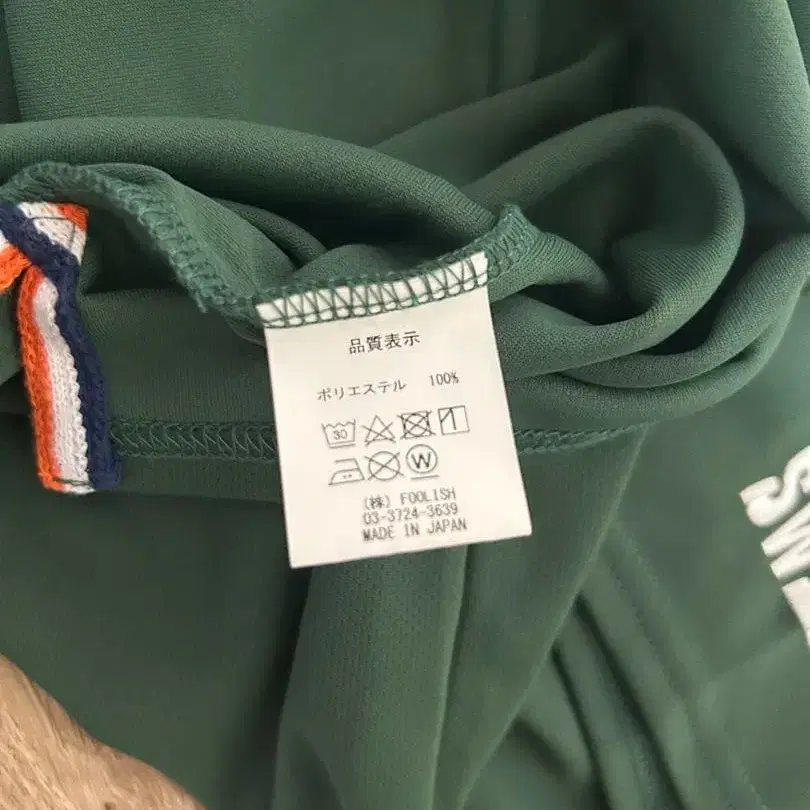 品質表示
ポリエステル 100%
30
W
(株) FOOLISH
03-3724-3639
MADE IN JAPAN